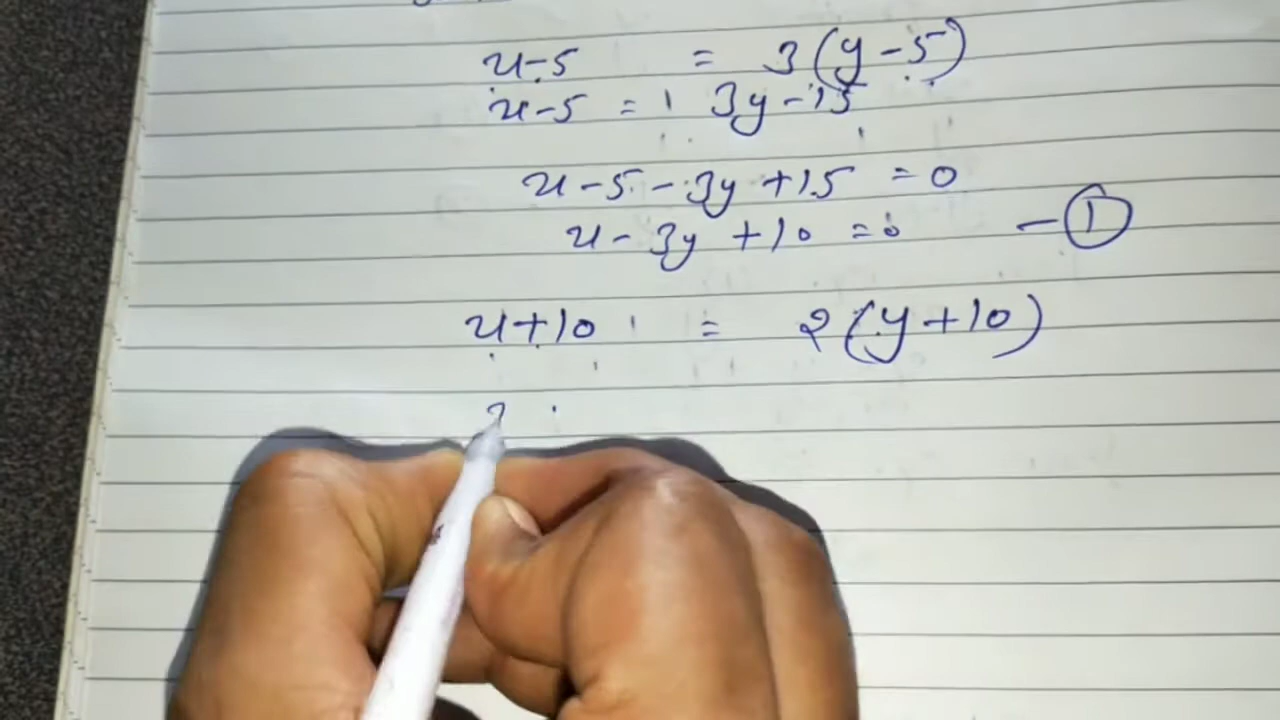 x-5 = 3(y-5)
x-5 = 3y-15
x-5-3y+15 = 0
x-3y+10 = 0 -①
x+10 = 2(y+10)